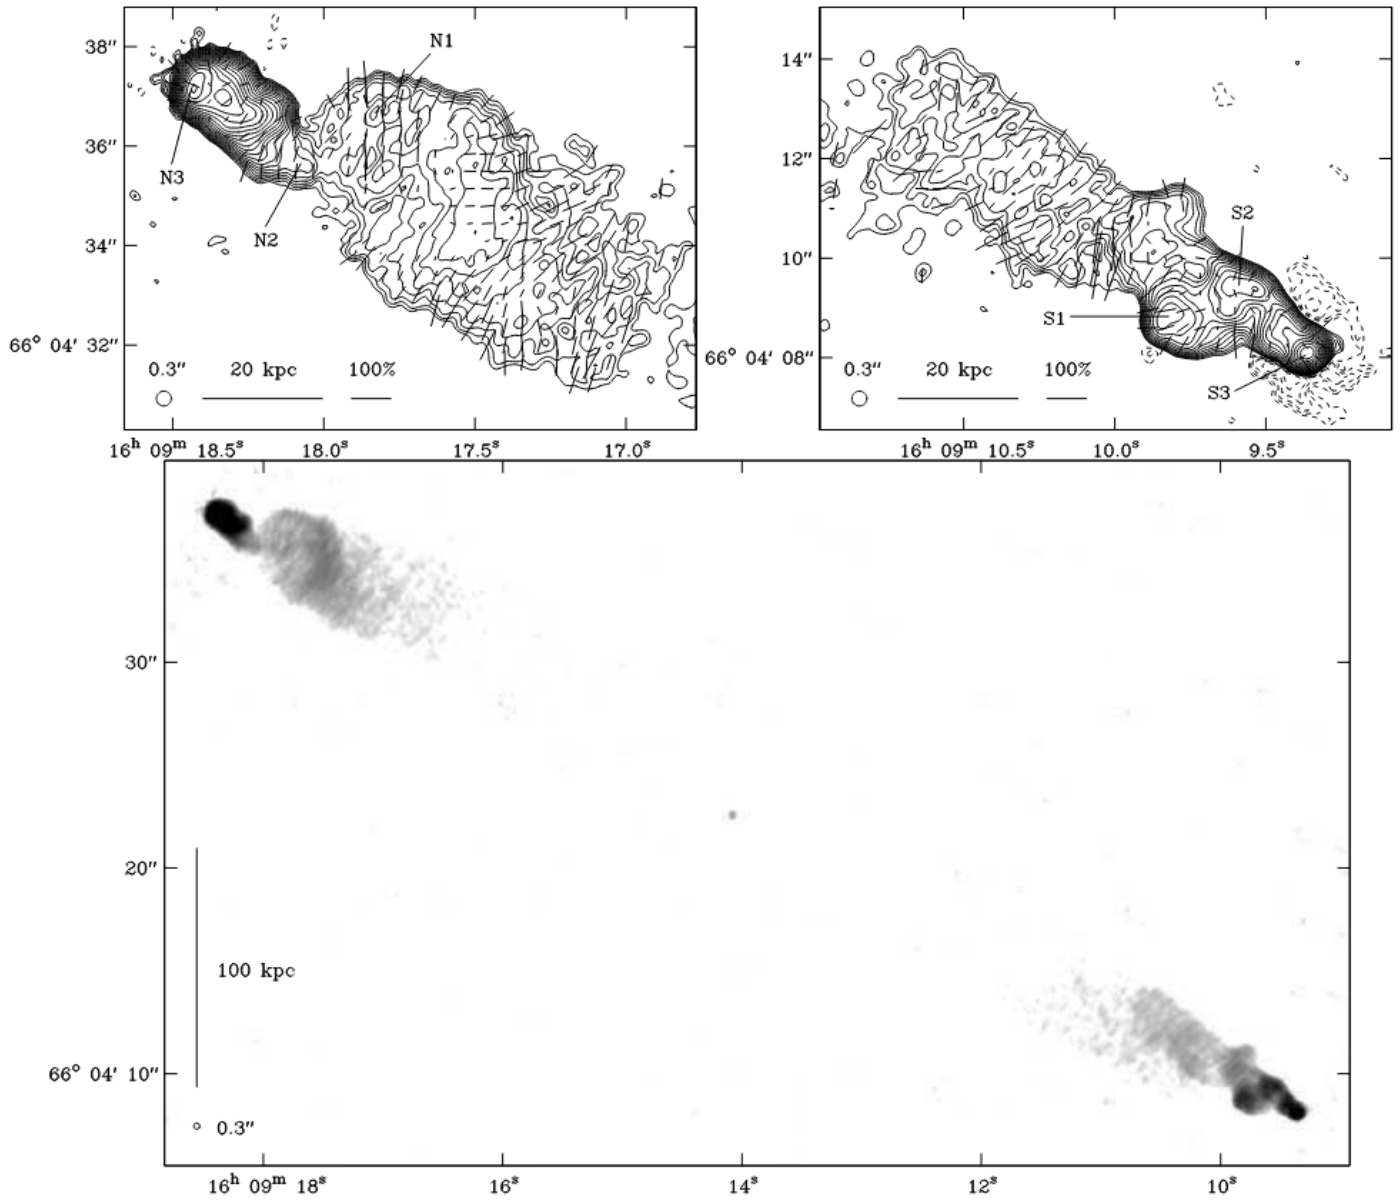 38″
36″
34″
66° 04′ 32″
N1
N3
N2
0.3″ 20 kpc 100%
16ʰ 09ᵐ 18.5ˢ 18.0ˢ 17.5ˢ 17.0ˢ
14″
12″
10″
66° 04′ 08″
S2
S1
S3
0.3″ 20 kpc 100%
16ʰ 09ᵐ 10.5ˢ 10.0ˢ 9.5ˢ
30″
20″
100 kpc
66° 04′ 10″
0.3″
16ʰ 09ᵐ 18ˢ 16ˢ 14ˢ 12ˢ 10ˢ